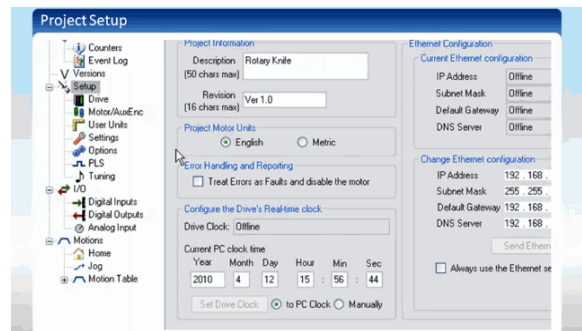 Project Setup
Counters
Event Log
Versions
Setup
Drive
Motor/AuxEnc
User Units
Settings
Options
PLS
Tuning
I/O
Digital Inputs
Digital Outputs
Analog Input
Motions
Home
Jog
Motion Table
Project Information
Description Rotary Knife
(50 chars max)
Revision Ver 1.0
(16 chars max)
Project Motor Units
English Metric
Error Handling and Reporting
Treat Errors as Faults and disable the motor
Configure the Drive's Real-time clock
Drive Clock: Offline
Current PC clock time
Year Month Day Hour Min Sec
2010 4 12 15 : 56 : 44
Set Drive Clock to PC Clock Manually
Ethernet Configuration
Current Ethernet configuration
IP Address Offline
Subnet Mask Offline
Default Gateway Offline
DNS Server Offline
Change Ethernet configuration
IP Address 192 . 168 .
Subnet Mask 255 . 255 .
Default Gateway 192 . 168 .
DNS Server 192 . 168 .
Send Ethern
Always use the Ethernet se